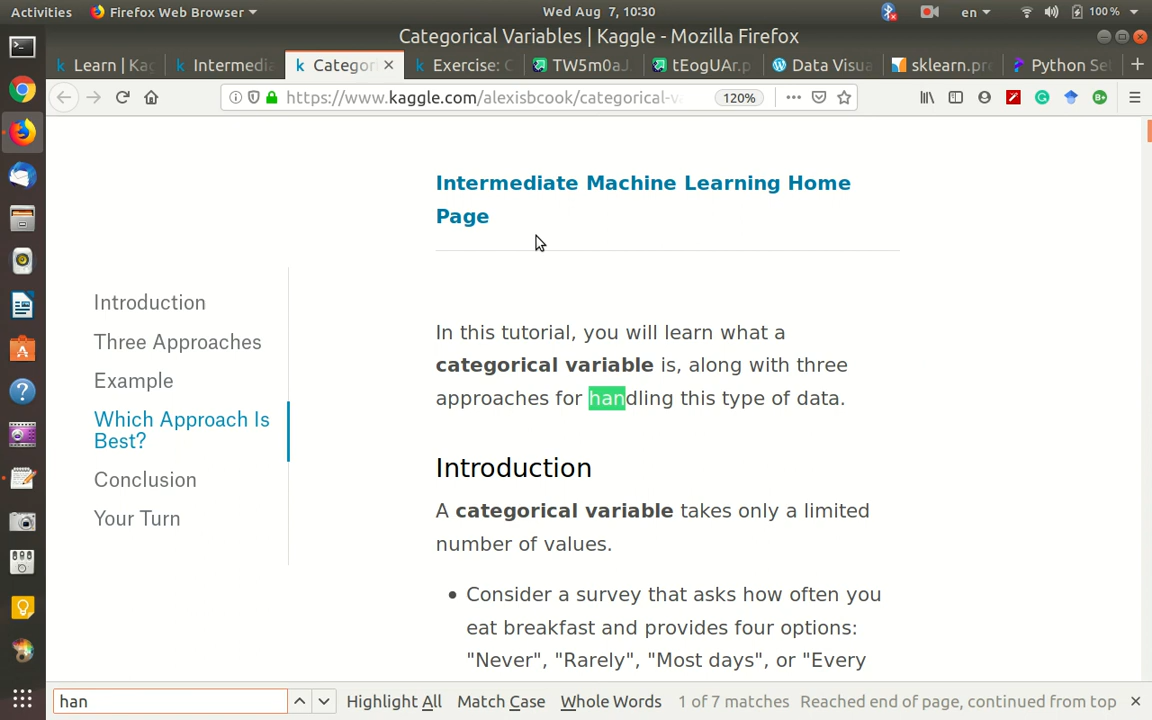 Activities Firefox Web Browser Wed Aug 7, 10:30 en 100 %
Categorical Variables | Kaggle - Mozilla Firefox
Learn | Kag Intermedia Categori Exercise: C TW5m0aJ tEogUAr.p Data Visua sklearn.pre Python Set
https://www.kaggle.com/alexisbcook/categorical-va 120%
Intermediate Machine Learning Home
Page
Introduction
Three Approaches
Example
Which Approach Is
Best?
Conclusion
Your Turn
In this tutorial, you will learn what a
categorical variable is, along with three
approaches for handling this type of data.
Introduction
A categorical variable takes only a limited
number of values.
• Consider a survey that asks how often you
eat breakfast and provides four options:
"Never", "Rarely", "Most days", or "Every
han Highlight All Match Case Whole Words 1 of 7 matches Reached end of page, continued from top